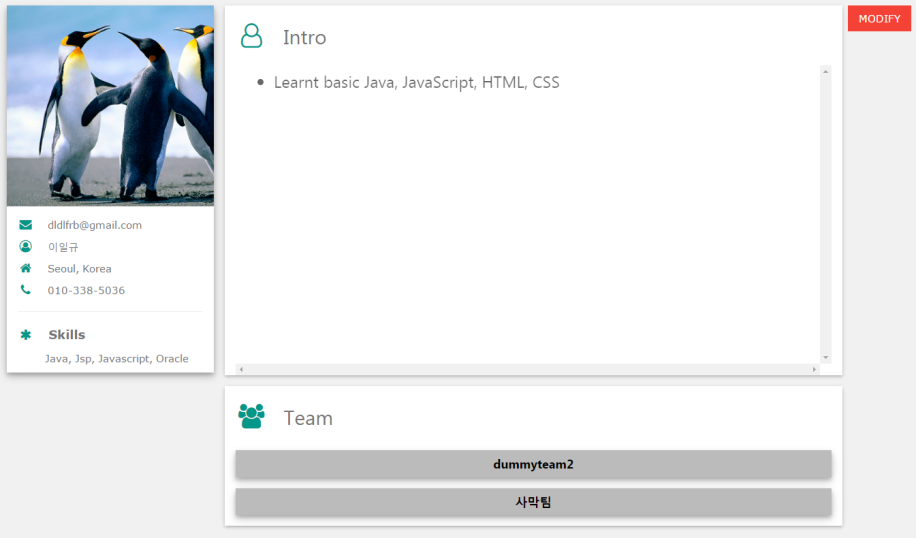 dldlfrb@gmail.com
이일규
Seoul, Korea
010-338-5036
Skills
Java, Jsp, Javascript, Oracle
Intro
Learnt basic Java, JavaScript, HTML, CSS
Team
dummyteam2
사막팀
MODIFY